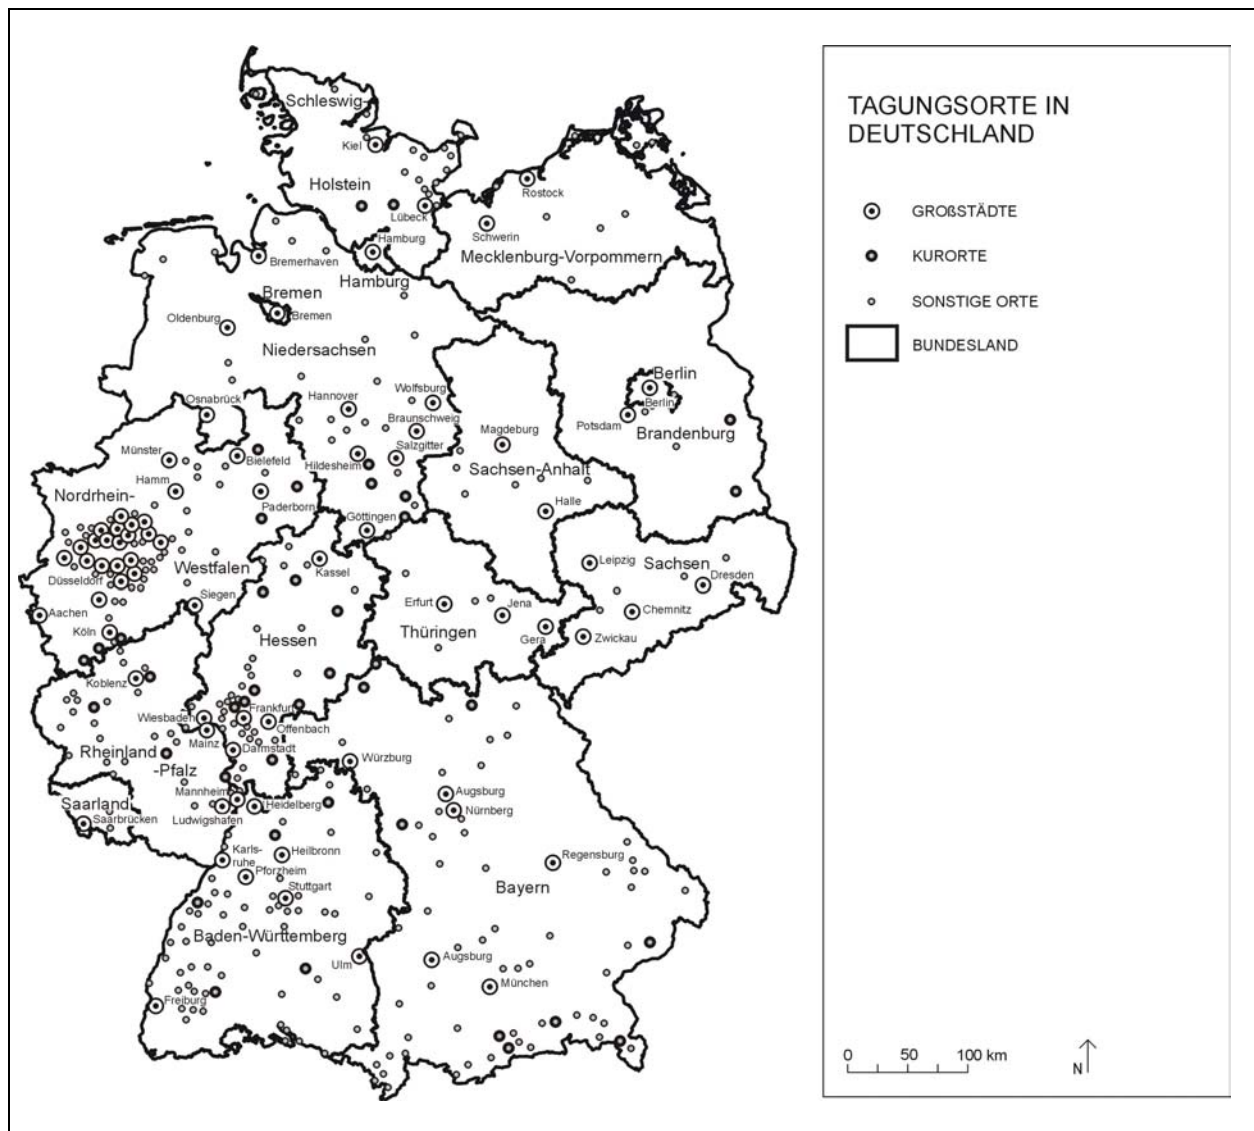 Schleswig-
Kiel
Holstein
Lübeck
Rostock
Schwerin
Mecklenburg-Vorpommern
Hamburg
Hamburg
Bremerhaven
Bremen
Bremen
Oldenburg
Niedersachsen
Osnabrück
Hannover
Wolfsburg
Braunschweig
Salzgitter
Hildesheim
Göttingen
Berlin
Berlin
Potsdam
Brandenburg
Magdeburg
Sachsen-Anhalt
Halle
Münster
Bielefeld
Hamm
Nordrhein-
Paderborn
Westfalen
Düsseldorf
Aachen
Siegen
Köln
Kassel
Hessen
Erfurt
Jena
Thüringen
Gera
Leipzig
Sachsen
Dresden
Chemnitz
Zwickau
Koblenz
Wiesbaden
Frankfurt
Offenbach
Mainz
Darmstadt
Rheinland
-Pfalz
Würzburg
Mannheim
Heidelberg
Ludwigshafen
Saarland
Saarbrücken
Augsburg
Nürnberg
Karls-
ruhe
Heilbronn
Pforzheim
Stuttgart
Regensburg
Bayern
Baden-Württemberg
Ulm
Augsburg
München
Freiburg
TAGUNGSORTE IN
DEUTSCHLAND
GROßSTÄDTE
KURORTE
SONSTIGE ORTE
BUNDESLAND
0 50 100 km
N